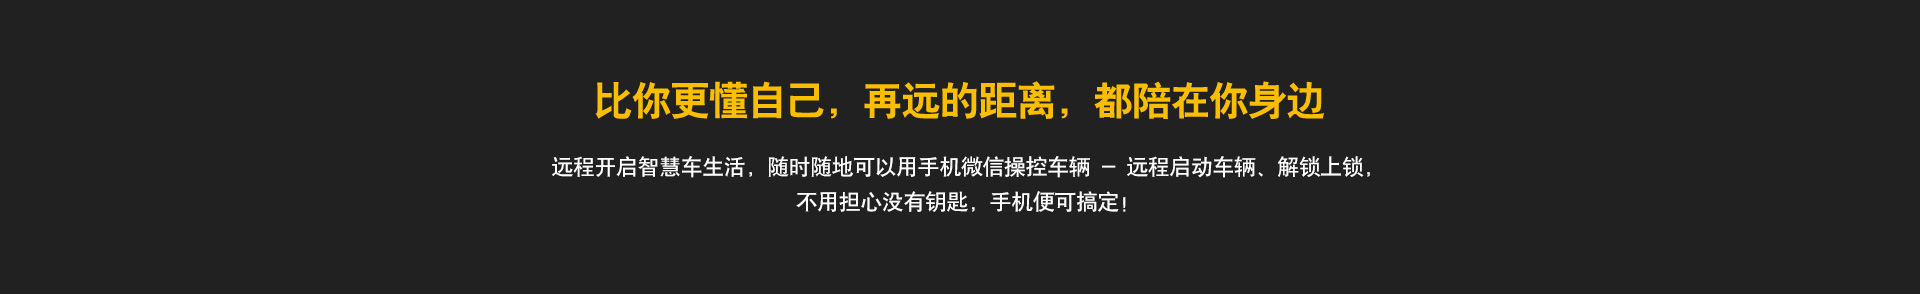 比你更懂自己，再远的距离，都陪在你身边
远程开启智慧车生活，随时随地可以用手机微信操控车辆 － 远程启动车辆、解锁上锁，
不用担心没有钥匙，手机便可搞定！